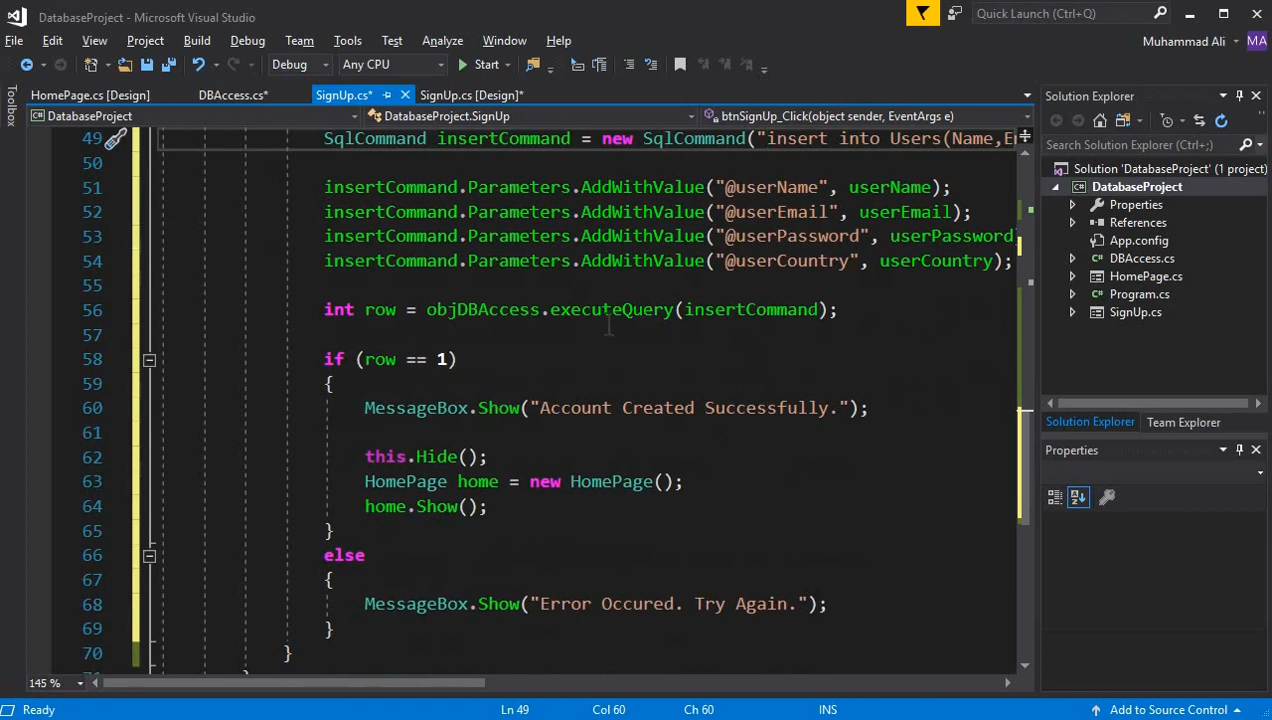 DatabaseProject - Microsoft Visual Studio
Quick Launch (Ctrl+Q)
File Edit View Project Build Debug Team Tools Test Analyze Window Help
Muhammad Ali MA
Debug Any CPU Start
Toolbox
HomePage.cs [Design] DBAccess.cs* SignUp.cs* SignUp.cs [Design]*
DatabaseProject DatabaseProject.SignUp btnSignUp_Click(object sender, EventArgs e)
49 SqlCommand insertCommand = new SqlCommand("insert into Users(Name,Em
50
51 insertCommand.Parameters.AddWithValue("@userName", userName);
52 insertCommand.Parameters.AddWithValue("@userEmail", userEmail);
53 insertCommand.Parameters.AddWithValue("@userPassword", userPassword)
54 insertCommand.Parameters.AddWithValue("@userCountry", userCountry);
55
56 int row = objDBAccess.executeQuery(insertCommand);
57
58 if (row == 1)
59 {
60 MessageBox.Show("Account Created Successfully.");
61
62 this.Hide();
63 HomePage home = new HomePage();
64 home.Show();
65 }
66 else
67 {
68 MessageBox.Show("Error Occured. Try Again.");
69 }
70 }
71 }
145 %
Solution Explorer
Search Solution Explorer (Ctrl+;)
Solution 'DatabaseProject' (1 project)
DatabaseProject
Properties
References
App.config
DBAccess.cs
HomePage.cs
Program.cs
SignUp.cs
Solution Explorer Team Explorer
Properties
Ready Ln 49 Col 60 Ch 60 INS Add to Source Control